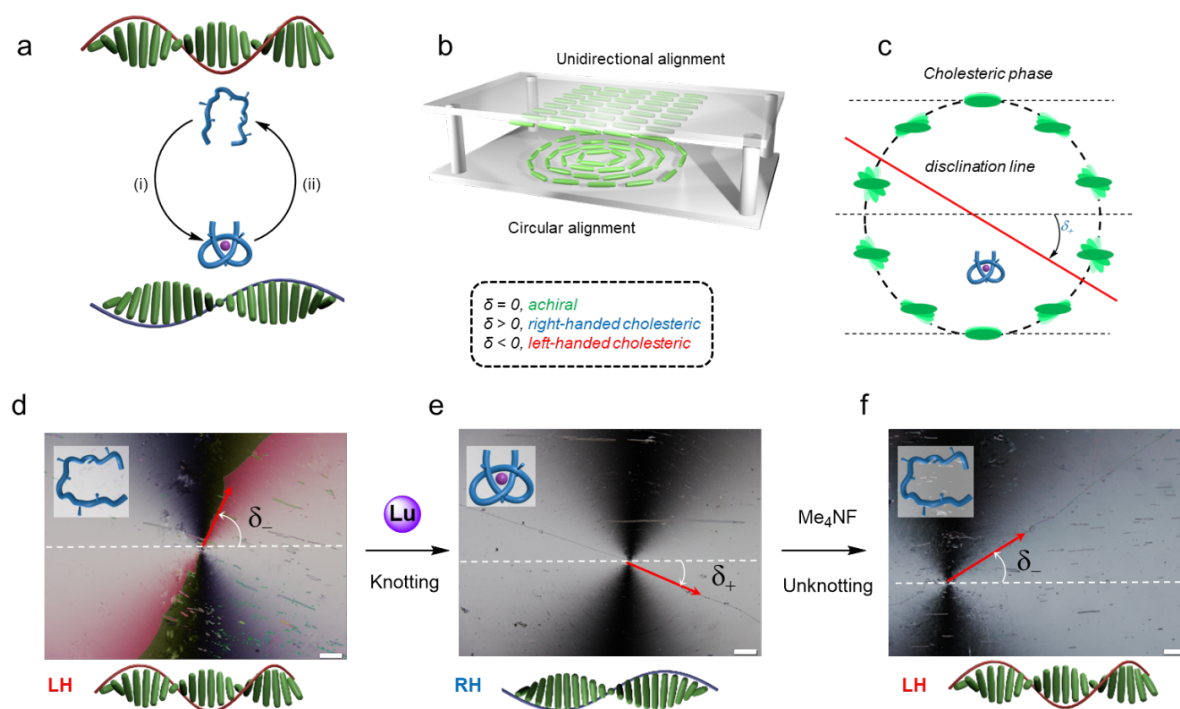 a
(i)
(ii)
b
Unidirectional alignment
Circular alignment
δ = 0, achiral
δ > 0, right-handed cholesteric
δ < 0, left-handed cholesteric
c
Cholesteric phase
disclination line
δ₊
d
δ₋
LH
Lu
Knotting
e
δ₊
RH
Me₄NF
Unknotting
f
δ₋
LH